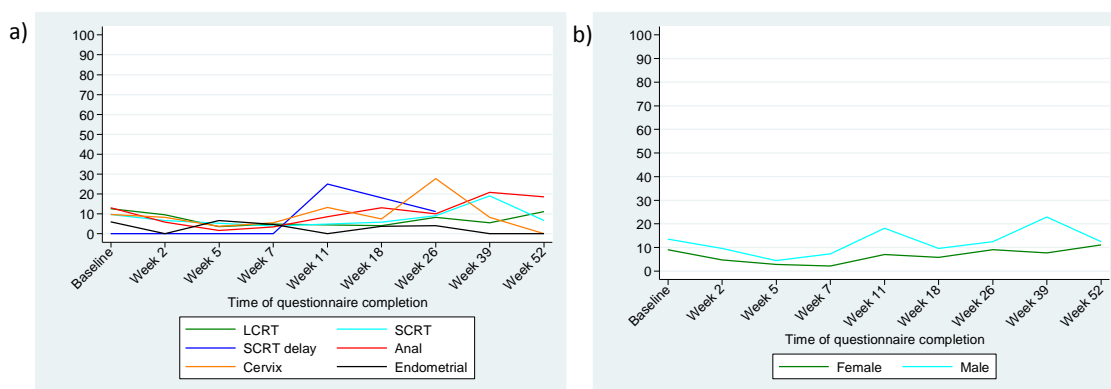 a)
100
90
80
70
60
50
40
30
20
10
0
Baseline
Week 2
Week 5
Week 7
Week 11
Week 18
Week 26
Week 39
Week 52
Time of questionnaire completion
LCRT SCRT
SCRT delay Anal
Cervix Endometrial
b)
100
90
80
70
60
50
40
30
20
10
0
Baseline
Week 2
Week 5
Week 7
Week 11
Week 18
Week 26
Week 39
Week 52
Time of questionnaire completion
Female Male